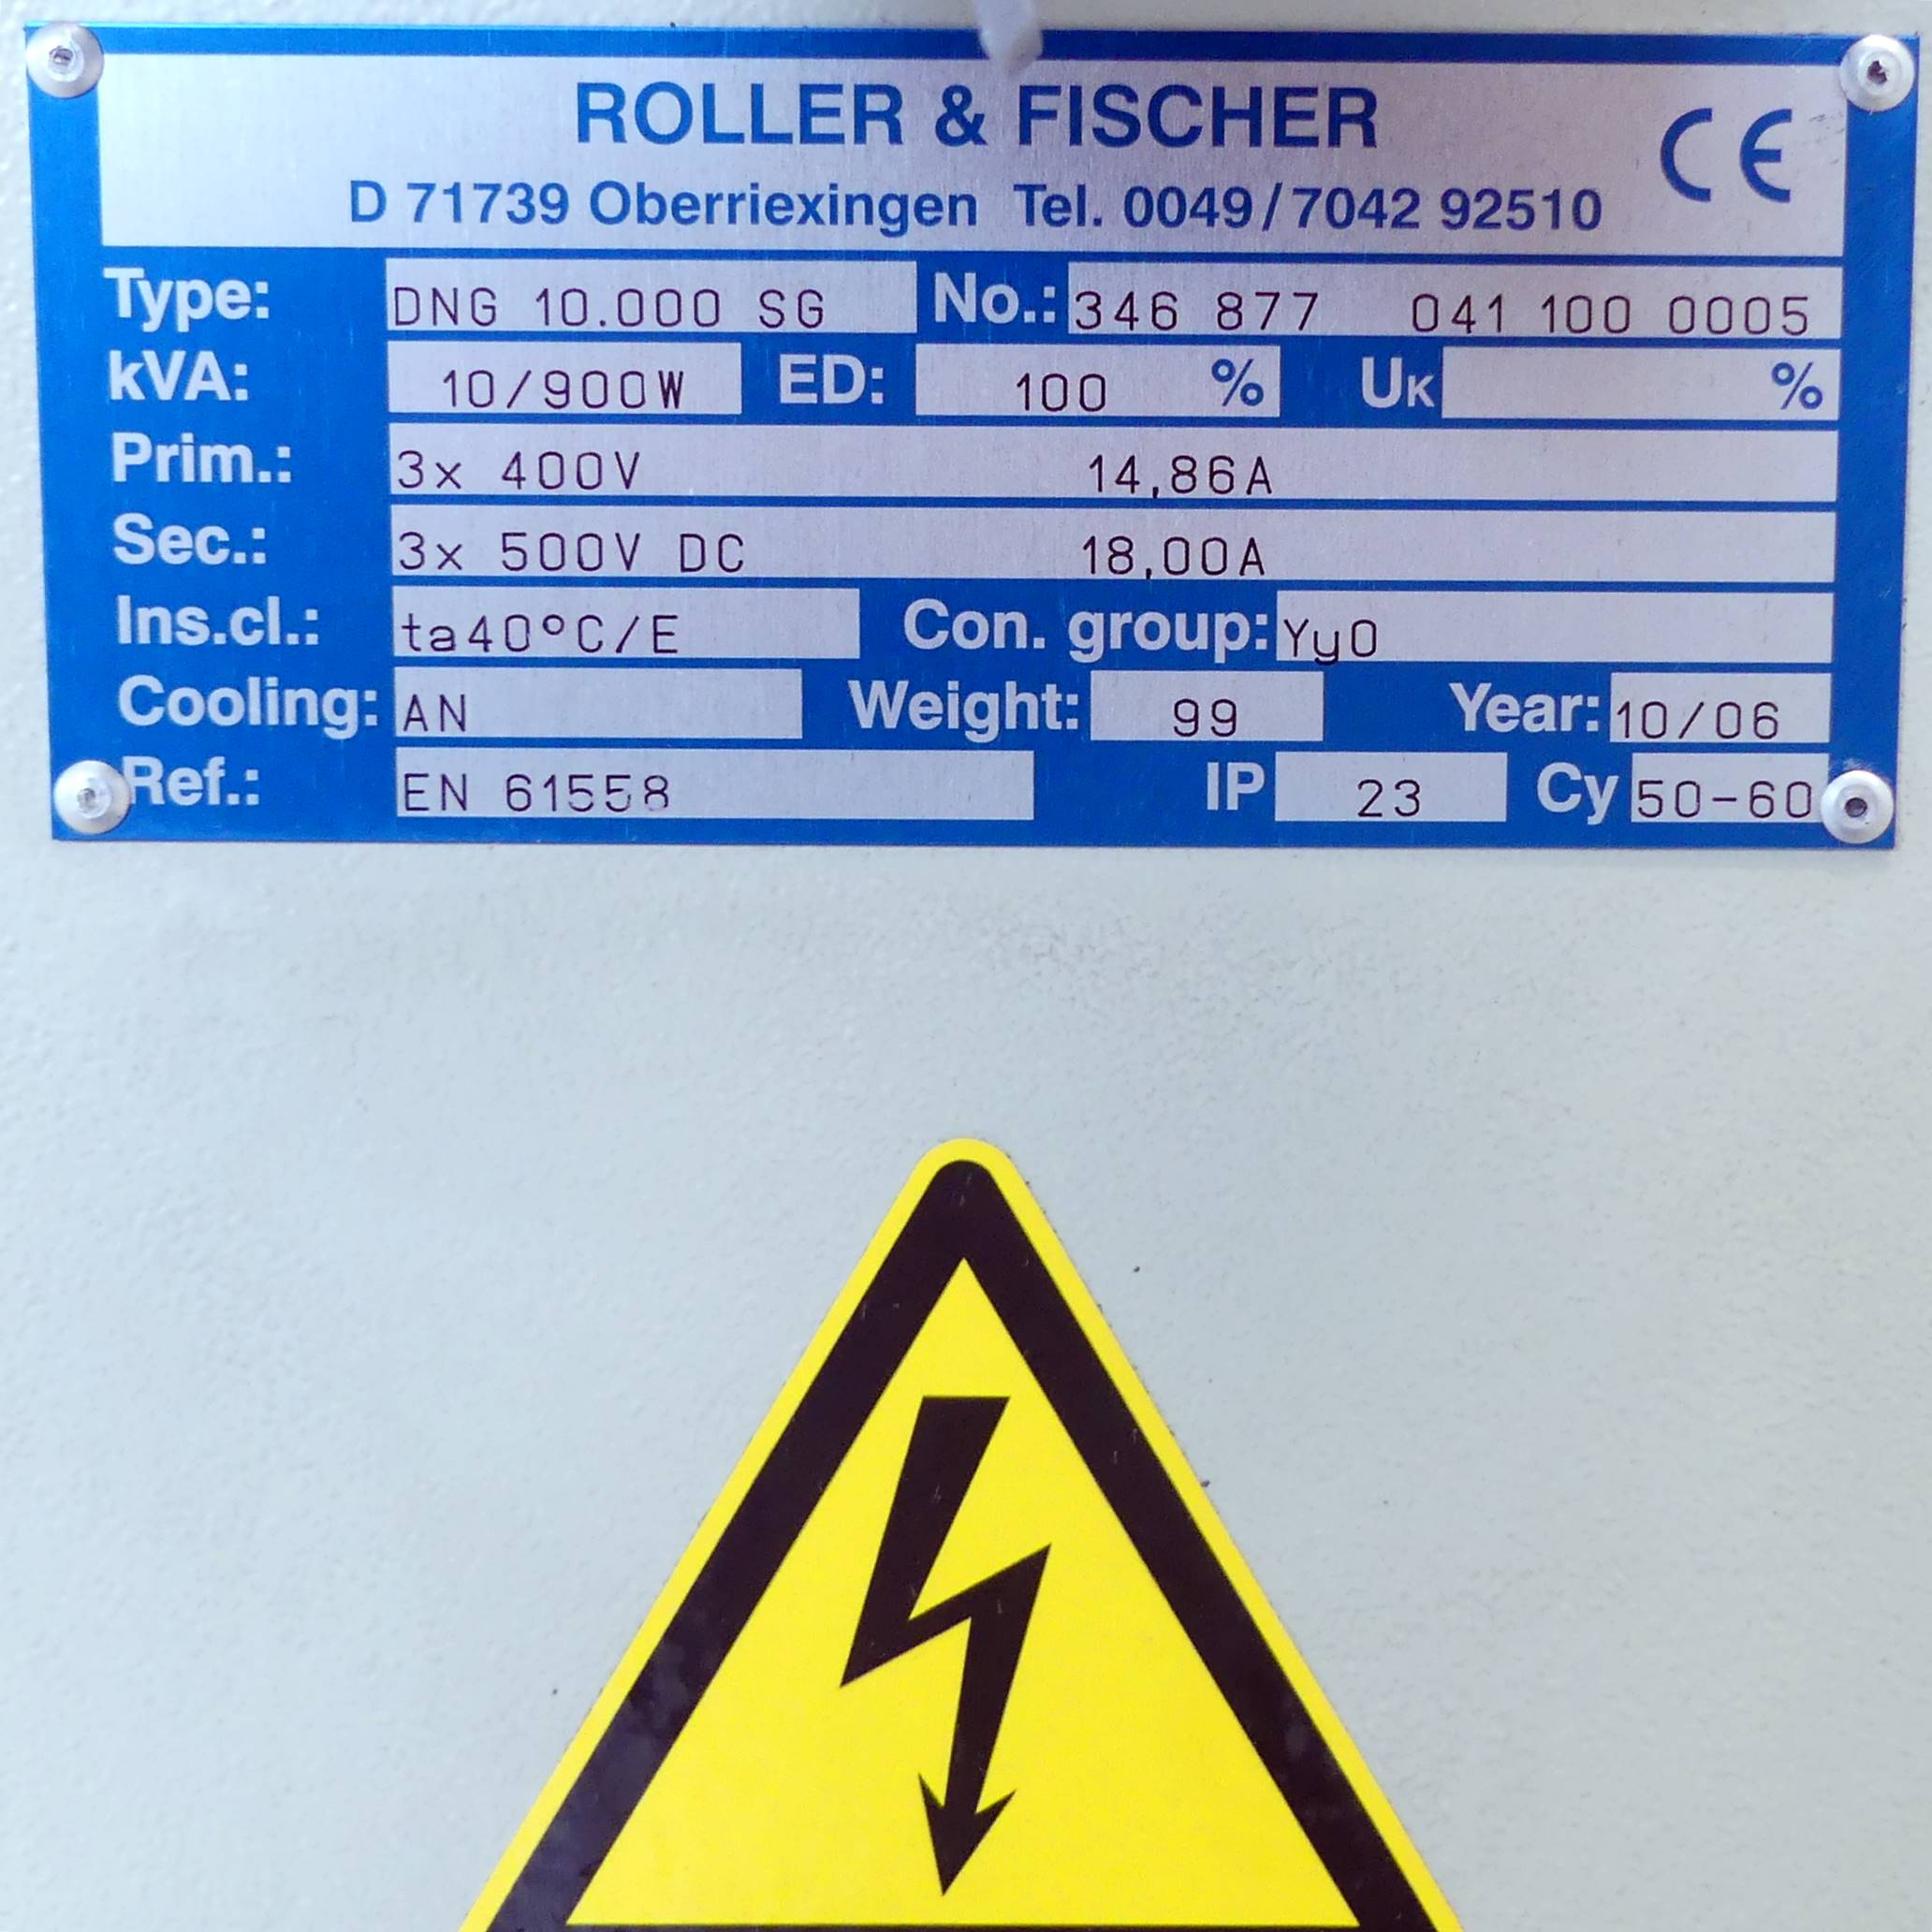 ROLLER & FISCHER
CE
D 71739 Oberriexingen Tel. 0049/7042 92510
Type: DNG 10.000 SG No.: 346 877 041 100 0005
kVA: 10/900W ED: 100 % UK %
Prim.: 3x 400V 14,86A
Sec.: 3x 500V DC 18,00A
Ins.cl.: ta40°C/E Con. group: Yy0
Cooling: AN Weight: 99 Year: 10/06
Ref.: EN 61558 IP 23 Cy 50-60